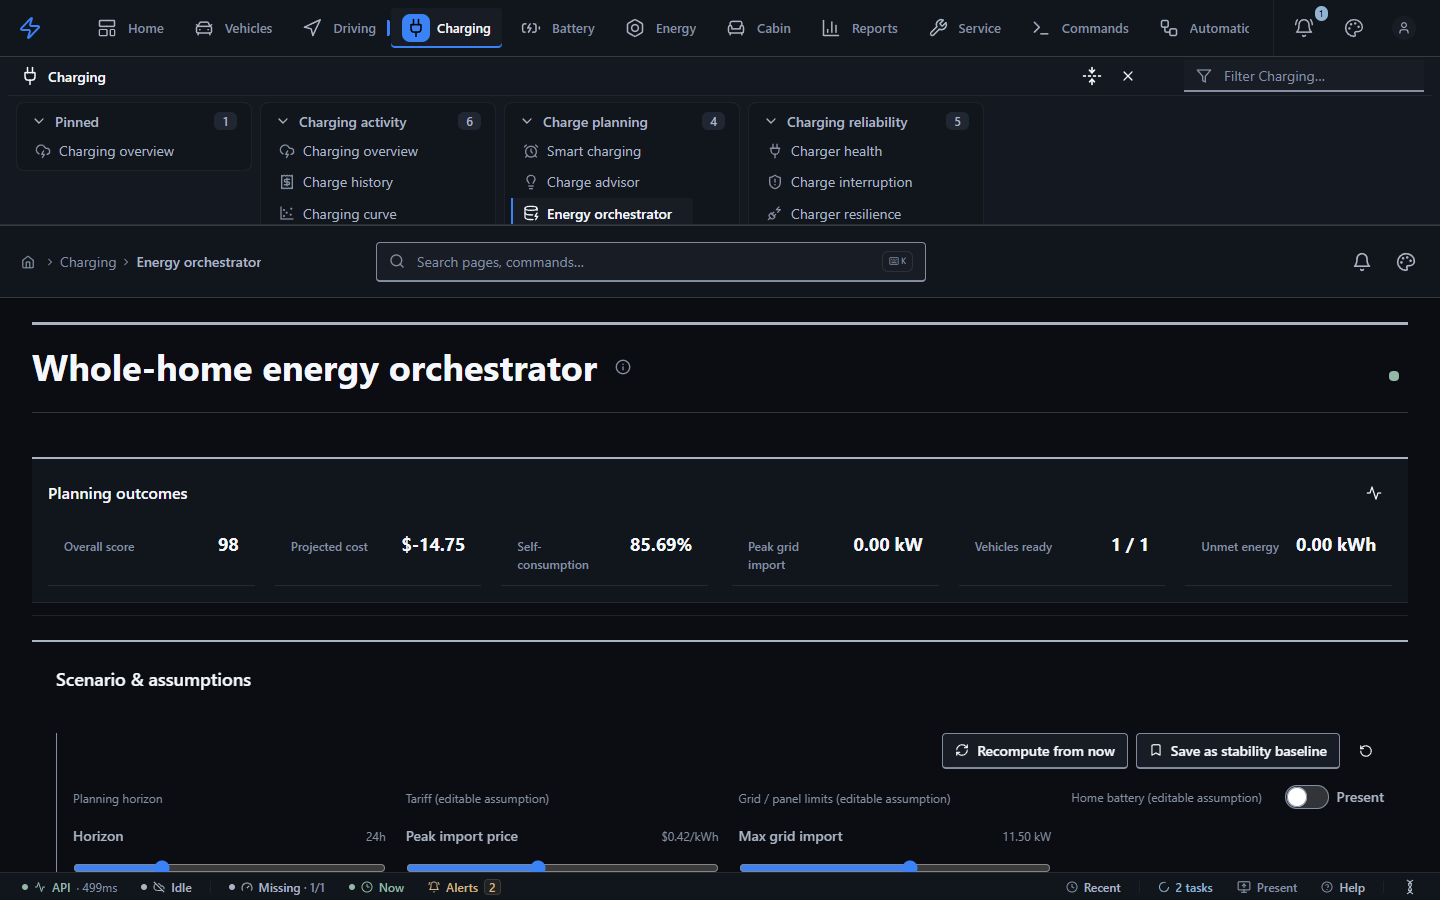 Home
Vehicles
Driving
Charging
Battery
Energy
Cabin
Reports
Service
Commands
Automatic
1
Charging
Filter Charging...
Pinned
1
Charging overview
Charging activity
6
Charging overview
Charge history
Charging curve
Charge planning
4
Smart charging
Charge advisor
Energy orchestrator
Charging reliability
5
Charger health
Charge interruption
Charger resilience
Charging
Energy orchestrator
Search pages, commands...
K
Whole-home energy orchestrator
Planning outcomes
Overall score
98
Projected cost
$-14.75
Self-
consumption
85.69%
Peak grid
import
0.00 kW
Vehicles ready
1 / 1
Unmet energy
0.00 kWh
Scenario & assumptions
Recompute from now
Save as stability baseline
Planning horizon
Tariff (editable assumption)
Grid / panel limits (editable assumption)
Home battery (editable assumption)
Present
Horizon
24h
Peak import price
$0.42/kWh
Max grid import
11.50 kW
API · 499ms
Idle
Missing · 1/1
Now
Alerts 2
Recent
2 tasks
Present
Help